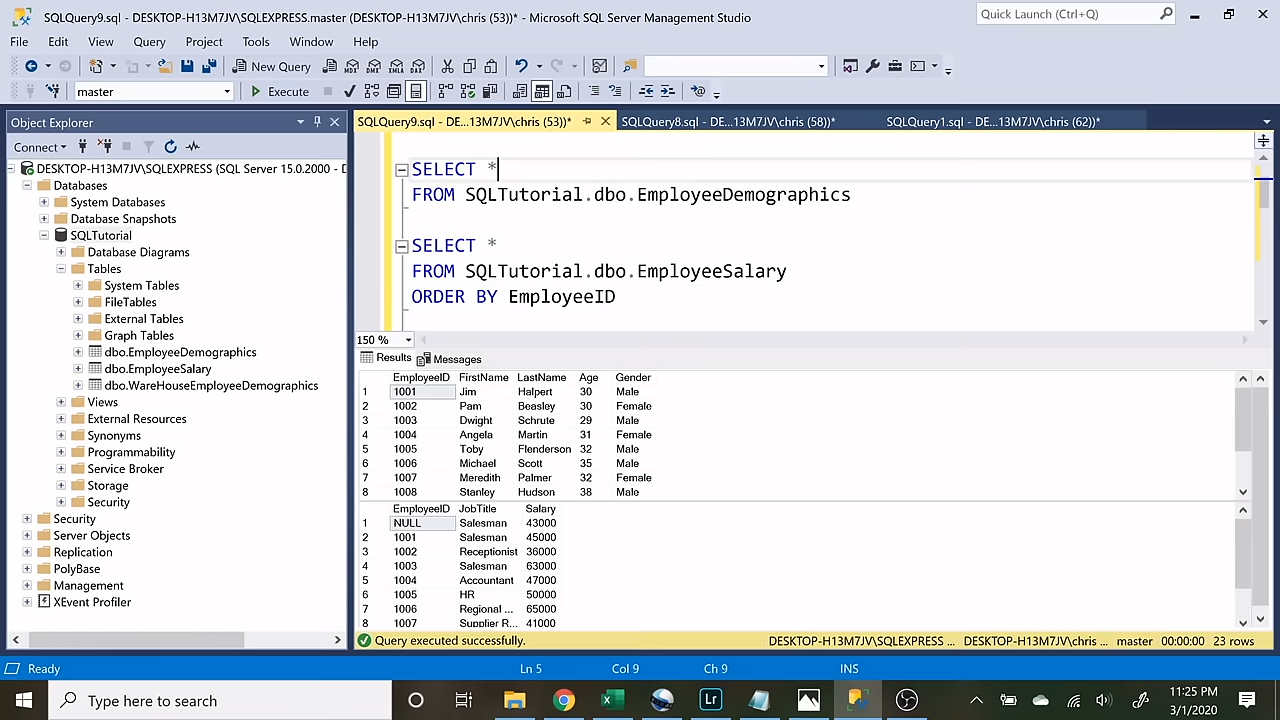 SQLQuery9.sql - DESKTOP-H13M7JV\SQLEXPRESS.master (DESKTOP-H13M7JV\chris (53))* - Microsoft SQL Server Management Studio
Quick Launch (Ctrl+Q)
File Edit View Query Project Tools Window Help
New Query
MDX DMX XMLA DAX
master Execute
Object Explorer
SQLQuery9.sql - DE...13M7JV\chris (53))* SQLQuery8.sql - DE...13M7JV\chris (58))* SQLQuery1.sql - DE...13M7JV\chris (62))*
Connect
DESKTOP-H13M7JV\SQLEXPRESS (SQL Server 15.0.2000 - D
Databases
System Databases
Database Snapshots
SQLTutorial
Database Diagrams
Tables
System Tables
FileTables
External Tables
Graph Tables
dbo.EmployeeDemographics
dbo.EmployeeSalary
dbo.WareHouseEmployeeDemographics
Views
External Resources
Synonyms
Programmability
Service Broker
Storage
Security
Security
Server Objects
Replication
PolyBase
Management
XEvent Profiler
SELECT *
FROM SQLTutorial.dbo.EmployeeDemographics
SELECT *
FROM SQLTutorial.dbo.EmployeeSalary
ORDER BY EmployeeID
150 %
Results Messages
EmployeeID FirstName LastName Age Gender
1 1001 Jim Halpert 30 Male
2 1002 Pam Beasley 30 Female
3 1003 Dwight Schrute 29 Male
4 1004 Angela Martin 31 Female
5 1005 Toby Flenderson 32 Male
6 1006 Michael Scott 35 Male
7 1007 Meredith Palmer 32 Female
8 1008 Stanley Hudson 38 Male
EmployeeID JobTitle Salary
1 NULL Salesman 43000
2 1001 Salesman 45000
3 1002 Receptionist 36000
4 1003 Salesman 63000
5 1004 Accountant 47000
6 1005 HR 50000
7 1006 Regional ... 65000
8 1007 Supplier R... 41000
Query executed successfully. DESKTOP-H13M7JV\SQLEXPRESS ... DESKTOP-H13M7JV\chris ... master 00:00:00 23 rows
Ready Ln 5 Col 9 Ch 9 INS
Type here to search
Lr
11:25 PM
3/1/2020